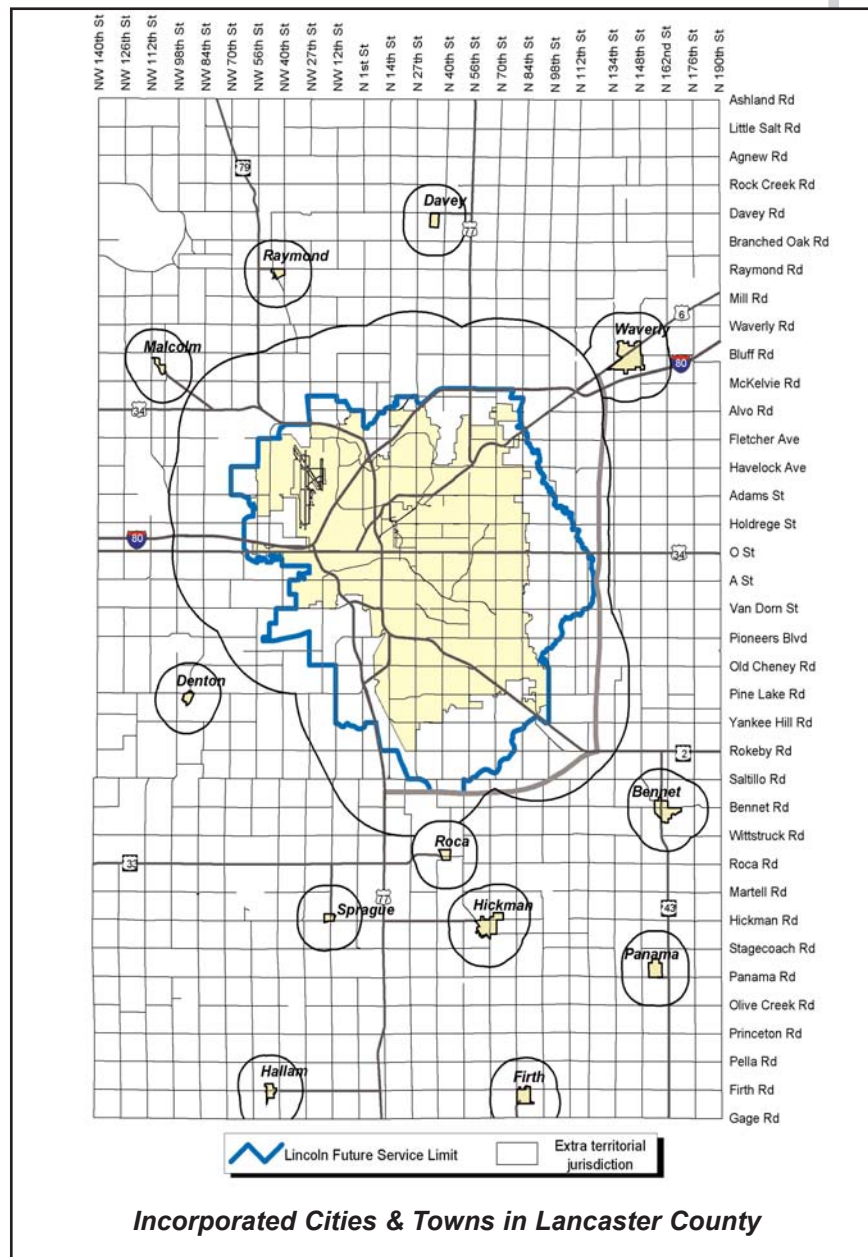 NW 140th St
NW 126th St
NW 112th St
NW 98th St
NW 84th St
NW 70th St
NW 56th St
NW 40th St
NW 27th St
NW 12th St
N 1st St
N 14th St
N 27th St
N 40th St
N 56th St
N 70th St
N 84th St
N 98th St
N 112th St
N 134th St
N 148th St
N 162nd St
N 176th St
N 190th St
Ashland Rd
Little Salt Rd
Agnew Rd
79
Rock Creek Rd
Davey
Davey Rd
77
Branched Oak Rd
Raymond
Raymond Rd
Mill Rd
6
Waverly
Waverly Rd
Malcolm
Bluff Rd
80
McKelvie Rd
34
Alvo Rd
Fletcher Ave
Havelock Ave
Adams St
Holdrege St
80
O St
34
A St
Van Dorn St
Pioneers Blvd
Old Cheney Rd
Denton
Pine Lake Rd
Yankee Hill Rd
Rokeby Rd
2
Saltillo Rd
Bennet
Bennet Rd
Wittstruck Rd
Roca
33
Roca Rd
Martell Rd
77
43
Sprague
Hickman
Hickman Rd
Stagecoach Rd
Panama
Panama Rd
Olive Creek Rd
Princeton Rd
Pella Rd
Hallam
Firth
Firth Rd
Gage Rd
Lincoln Future Service Limit
Extra territorial
jurisdiction
Incorporated Cities & Towns in Lancaster County